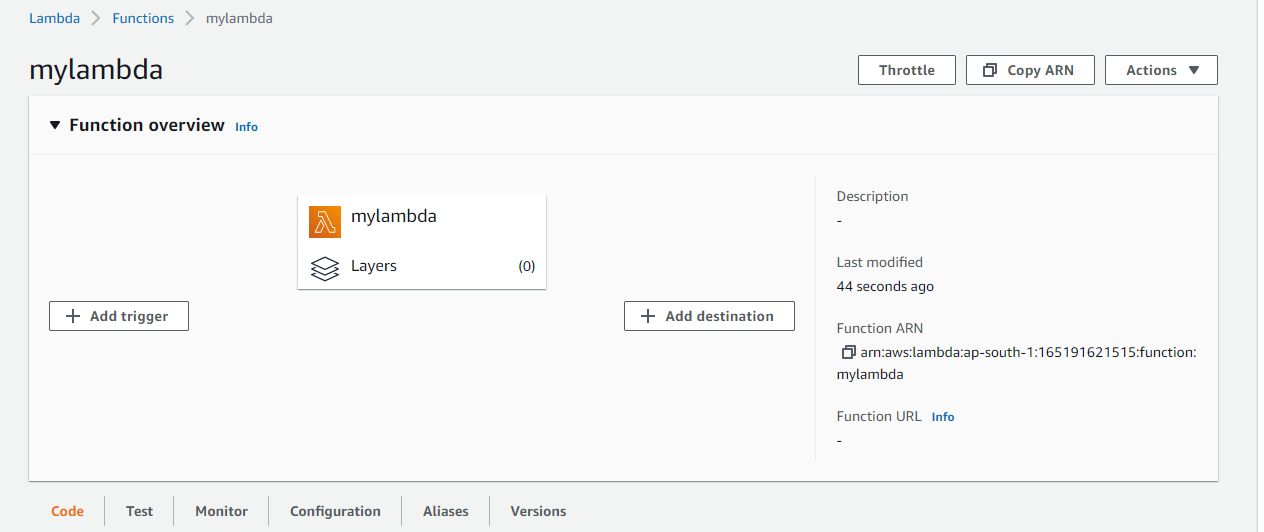 Lambda > Functions > mylambda
mylambda
Throttle
Copy ARN
Actions ▼
▼ Function overview Info
mylambda
Layers (0)
+ Add trigger
+ Add destination
Description
-
Last modified
44 seconds ago
Function ARN
arn:aws:lambda:ap-south-1:165191621515:function:
mylambda
Function URL Info
-
Code Test Monitor Configuration Aliases Versions